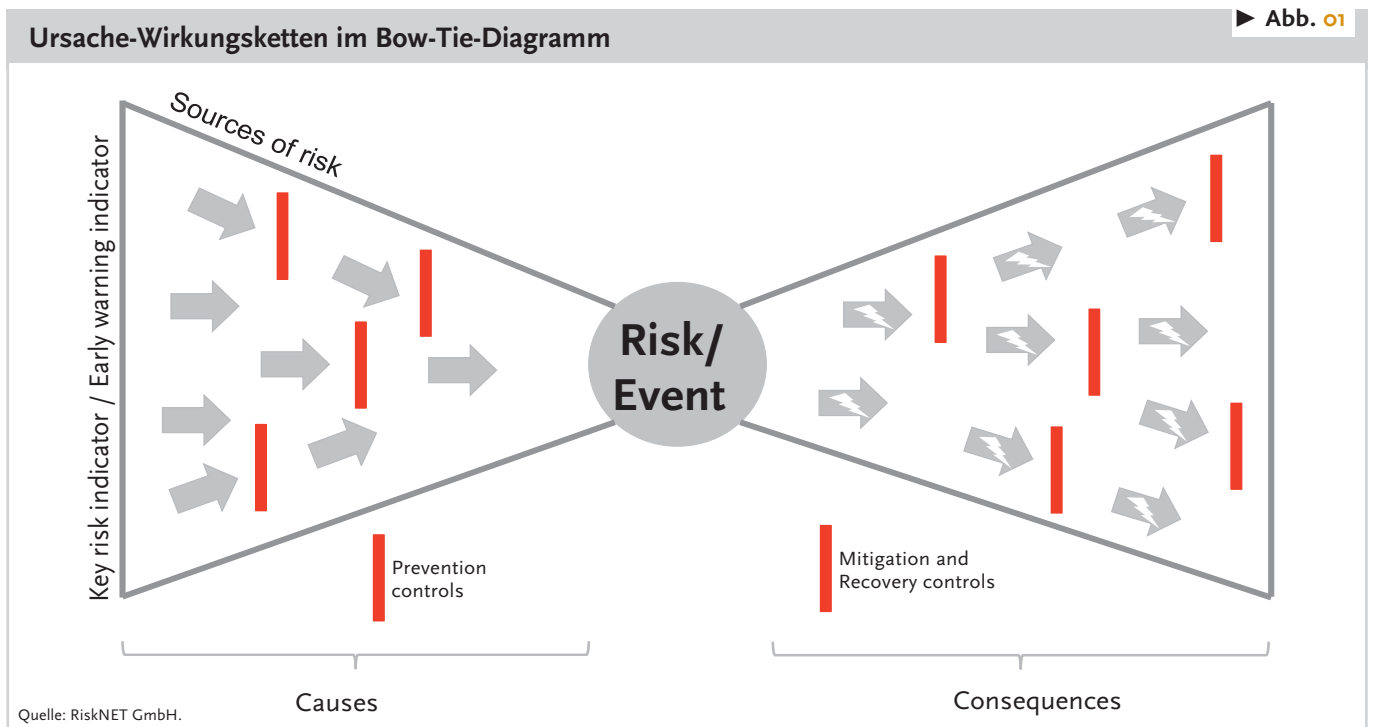 ► Abb. 01
Ursache-Wirkungsketten im Bow-Tie-Diagramm
Key risk indicator / Early warning indicator
Sources of risk
Risk/
Event
Prevention
controls
Mitigation and
Recovery controls
Causes
Consequences
Quelle: RiskNET GmbH.